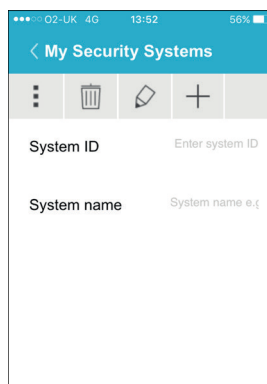 O2-UK 4G 13:52 56%
My Security Systems
System ID Enter system ID
System name System name e.g